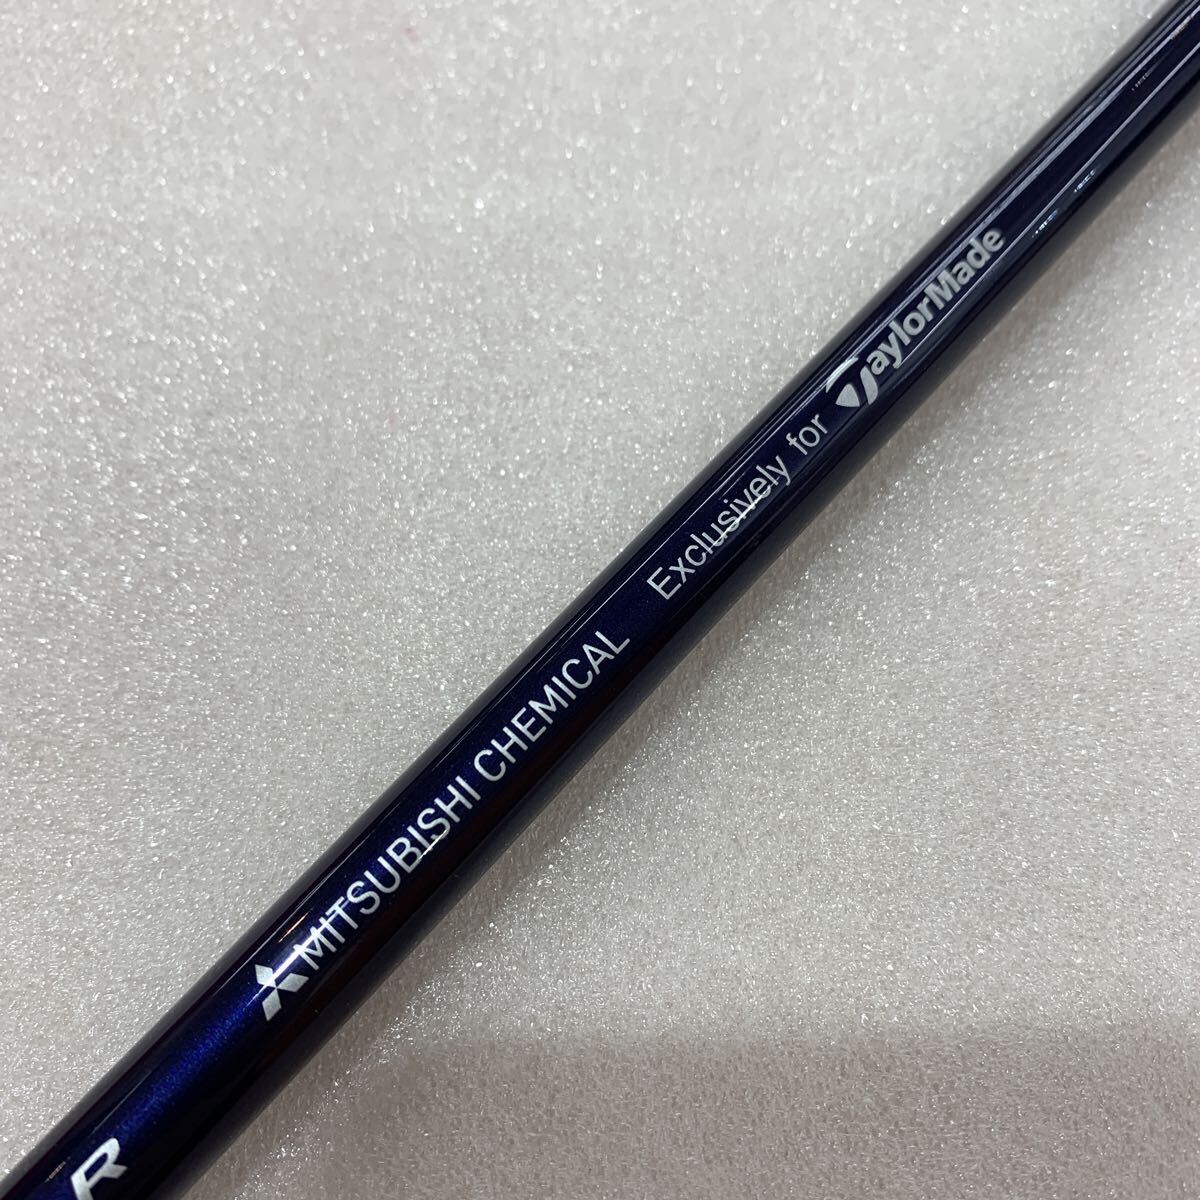 R
MITSUBISHI CHEMICAL Exclusively for TaylorMade